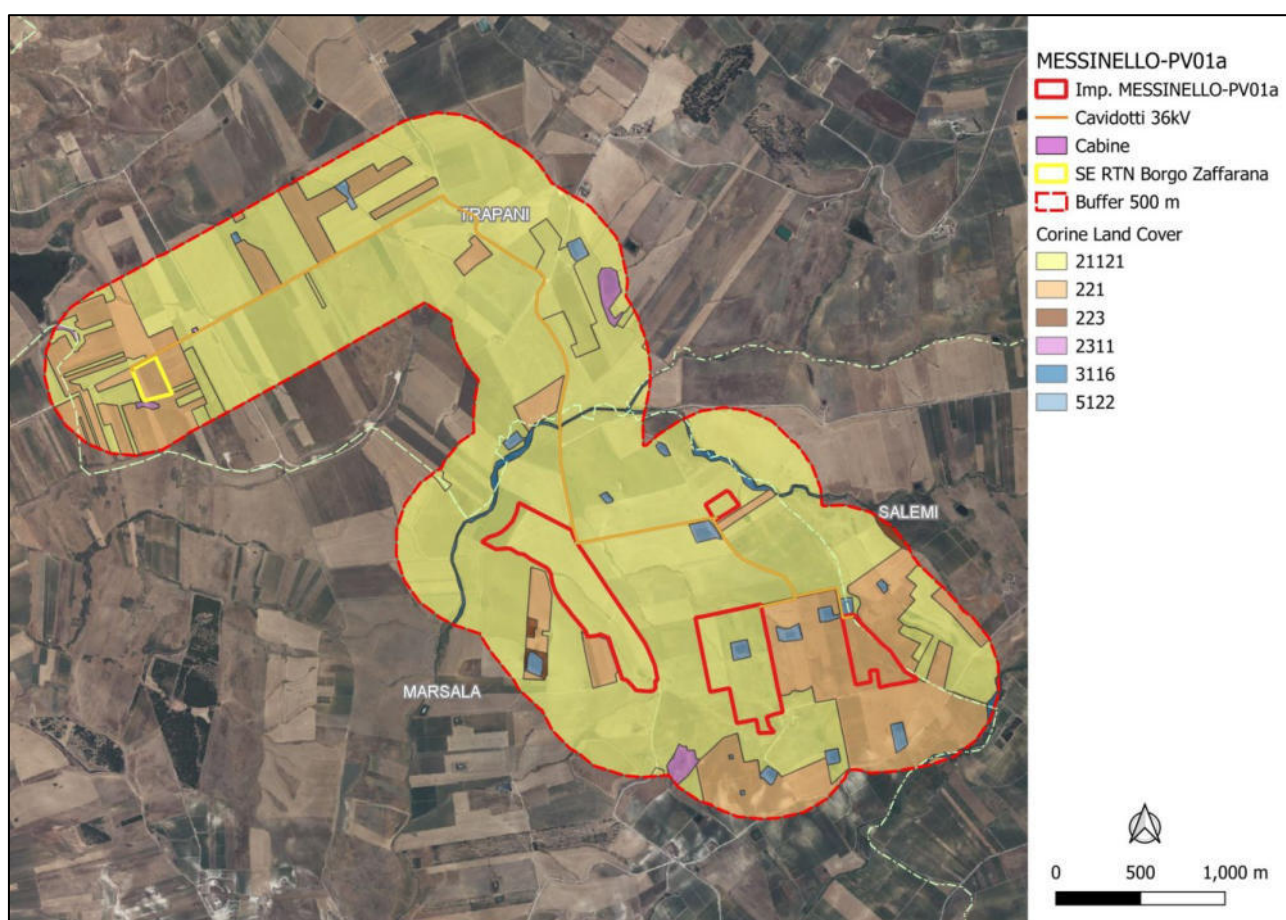 TRAPANI
SALEMI
MARSALA
MESSINELLO-PV01a
Imp. MESSINELLO-PV01a
Cavidotti 36kV
Cabine
SE RTN Borgo Zaffarana
Buffer 500 m
Corine Land Cover
21121
221
223
2311
3116
5122
0 500 1,000 m